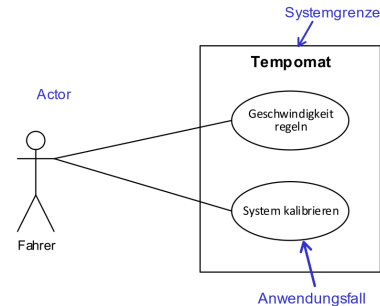 Systemgrenze
Tempomat
Actor
Geschwindigkeit
regeln
System kalibrieren
Fahrer
Anwendungsfall